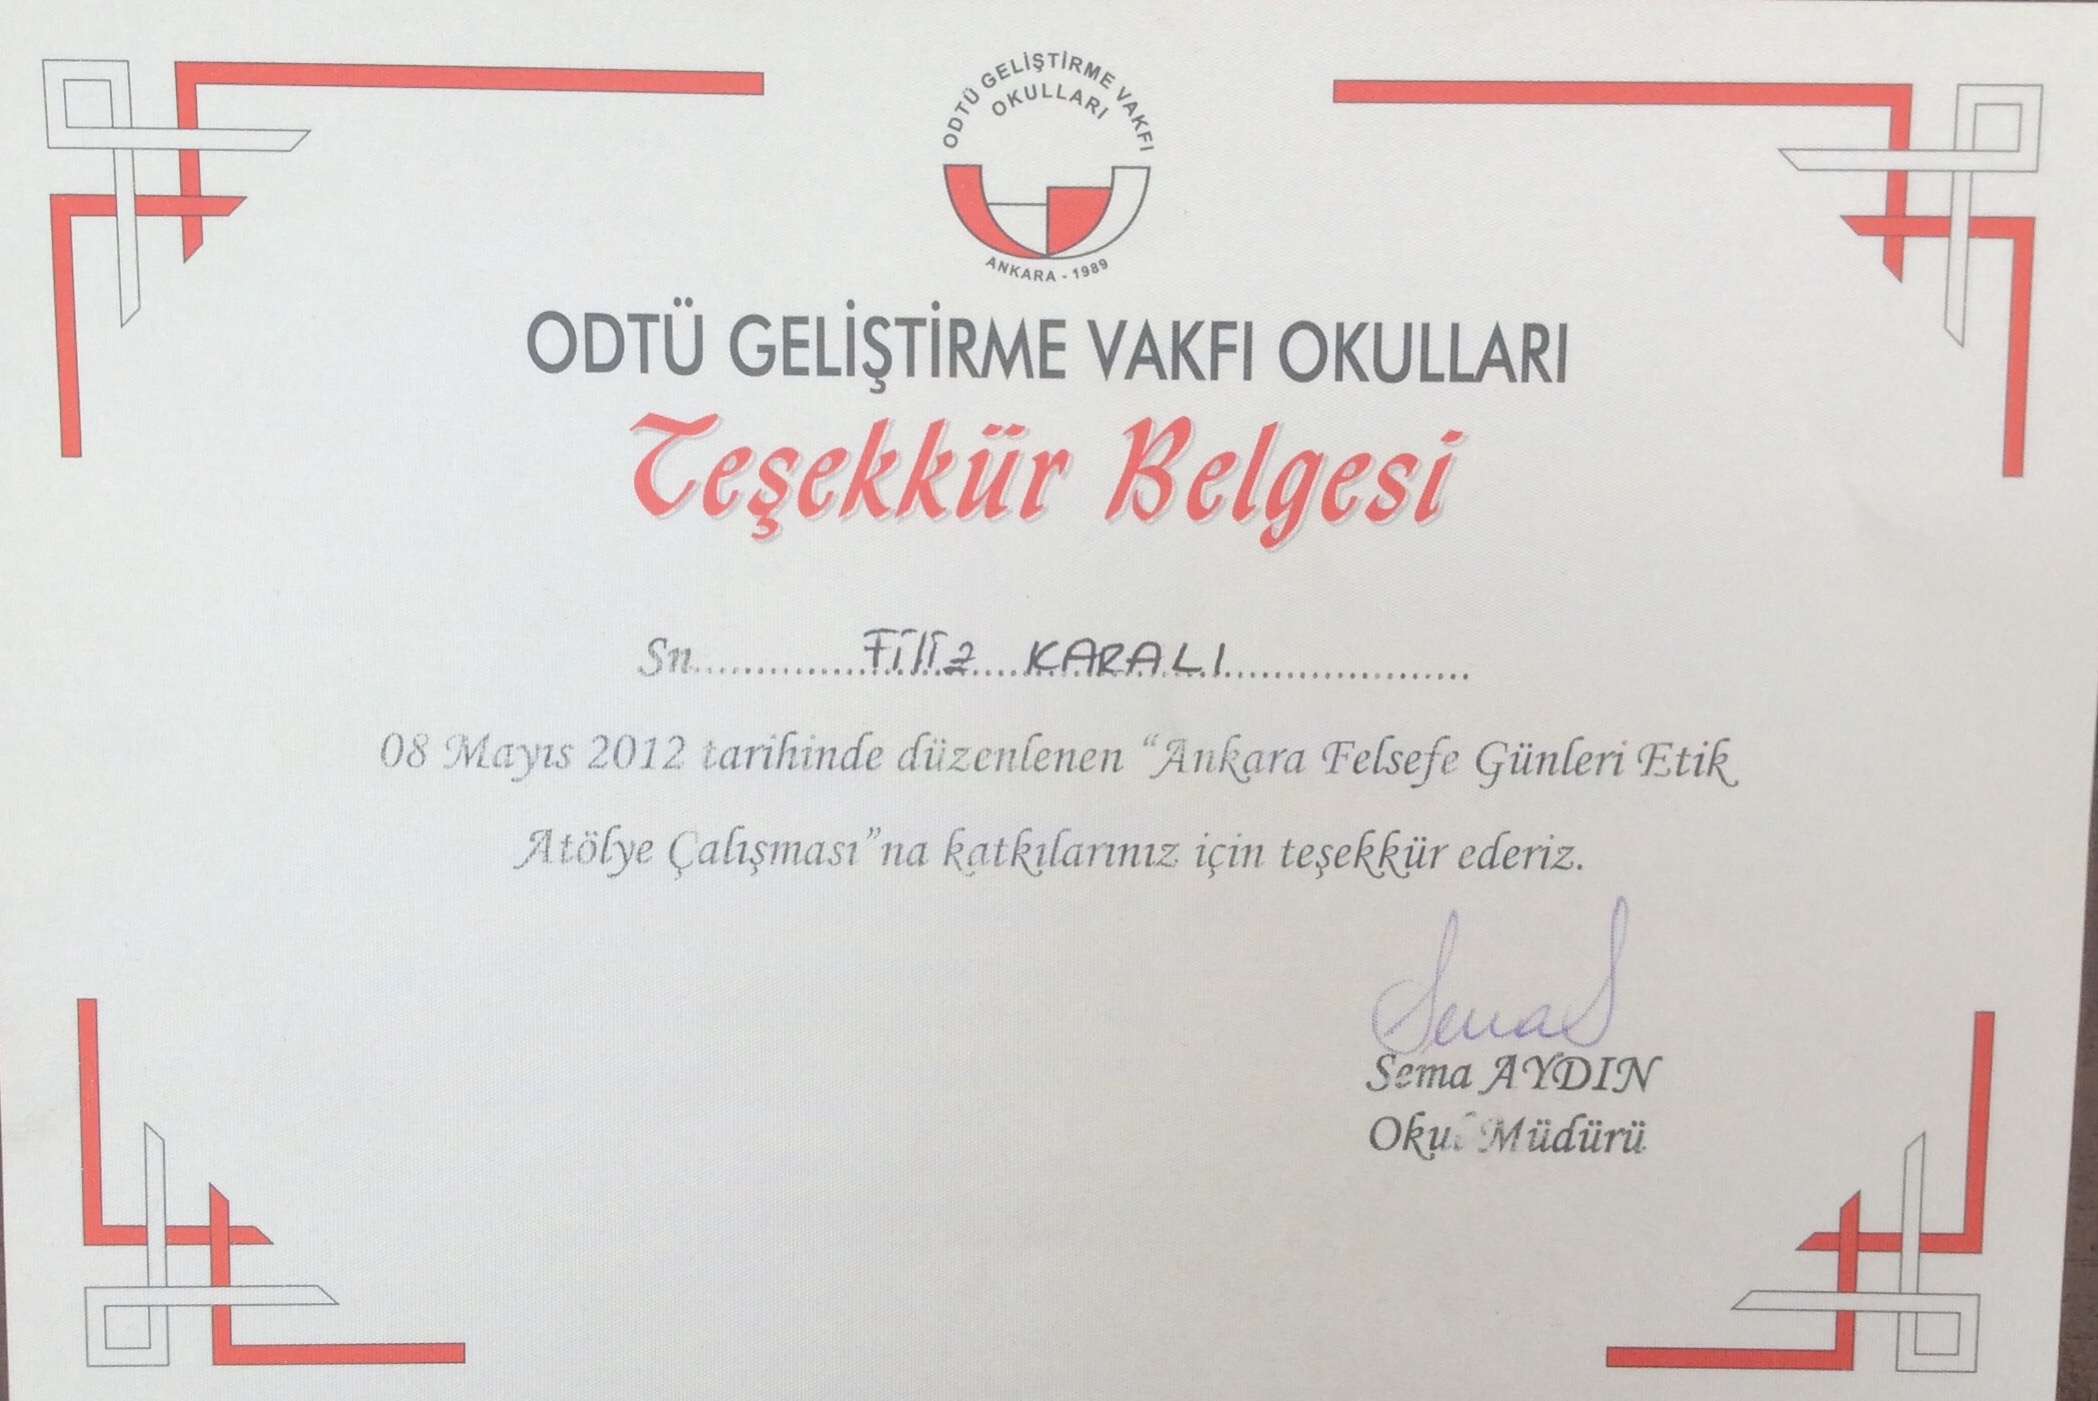 ODTÜ GELİŞTİRME VAKFI
OKULLARI
ANKARA - 1989
ODTÜ GELİŞTİRME VAKFI OKULLARI
Teşekkür Belgesi
Sn.............Filiz KARALI......................
08 Mayıs 2012 tarihinde düzenlenen “Ankara Felsefe Günleri Etik
Atölye Çalışması”na katkılarınız için teşekkür ederiz.
SemaS
Sema AYDIN
Okul Müdürü